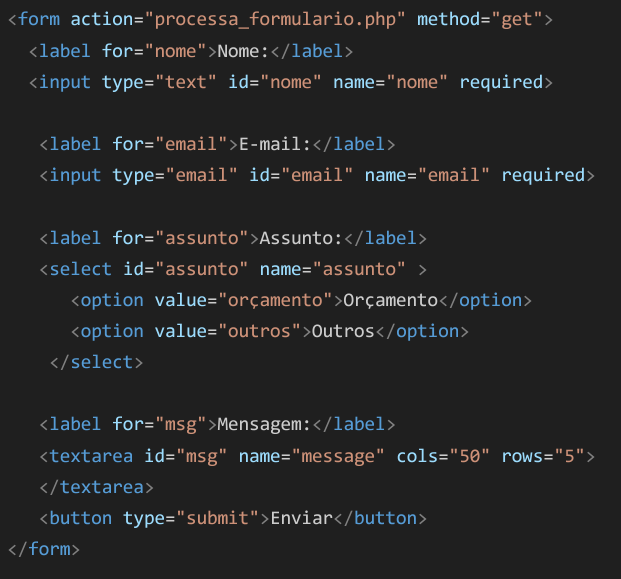 <form action="processa_formulario.php" method="get">
<label for="nome">Nome:</label>
<input type="text" id="nome" name="nome" required>
<label for="email">E-mail:</label>
<input type="email" id="email" name="email" required>
<label for="assunto">Assunto:</label>
<select id="assunto" name="assunto" >
<option value="orçamento">Orçamento</option>
<option value="outros">Outros</option>
</select>
<label for="msg">Mensagem:</label>
<textarea id="msg" name="message" cols="50" rows="5">
</textarea>
<button type="submit">Enviar</button>
</form>